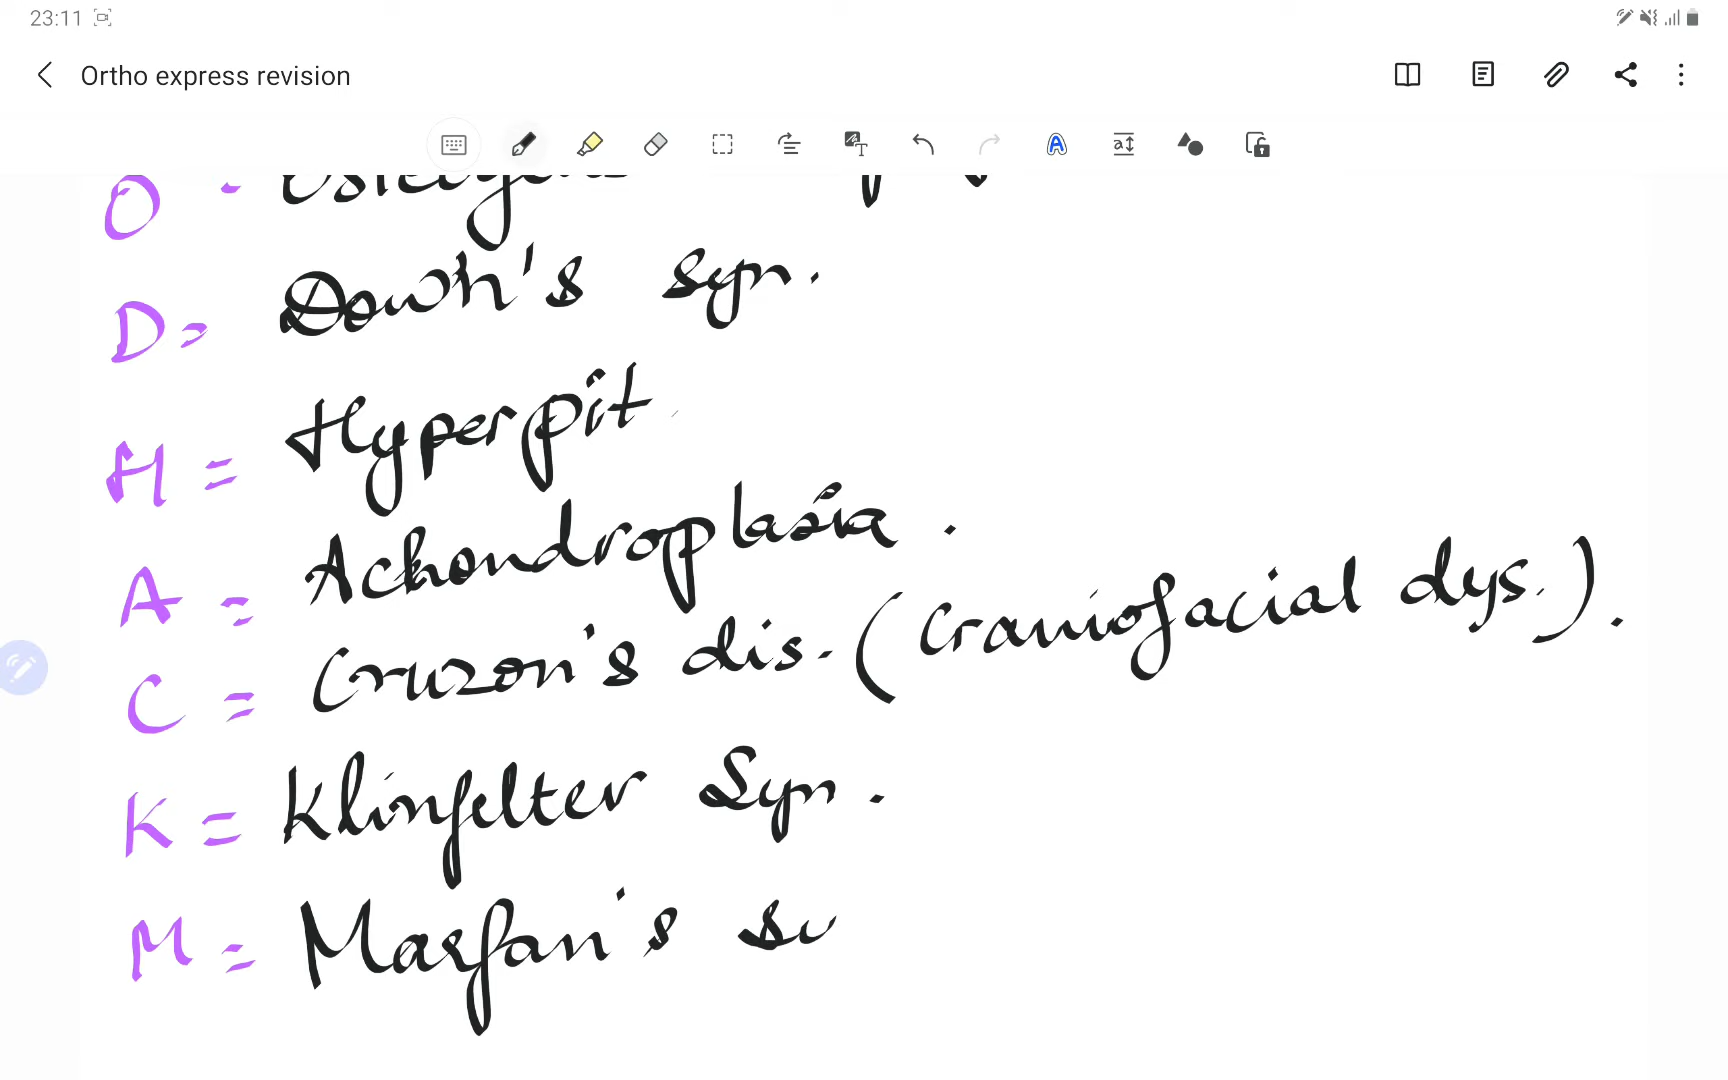 23:11
Ortho express revision
O -
D = Down's syn.
H = Hyperpit.
A = Achondroplasia.
C = Cruzon's dis. (Craniofacial dys.).
K = Klinfelter Syn.
M = Marfan's